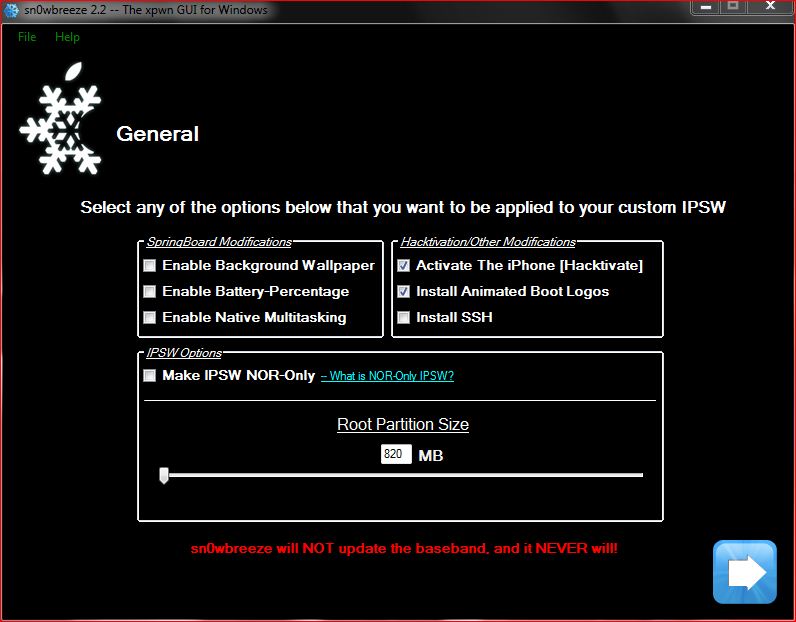 sn0wbreeze 2.2 -- The xpwn GUI for Windows
File Help
General
Select any of the options below that you want to be applied to your custom IPSW
SpringBoard Modifications
Enable Background Wallpaper
Enable Battery-Percentage
Enable Native Multitasking
Hacktivation/Other Modifications
Activate The iPhone [Hacktivate]
Install Animated Boot Logos
Install SSH
IPSW Options
Make IPSW NOR-Only -- What is NOR-Only IPSW?
Root Partition Size
820 MB
sn0wbreeze will NOT update the baseband, and it NEVER will!